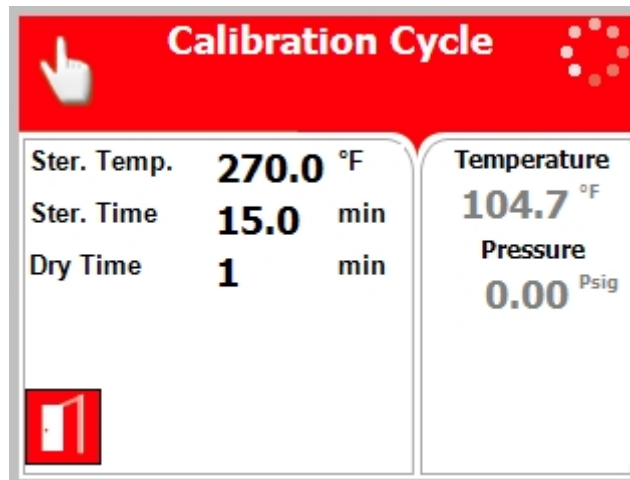 Calibration Cycle
Ster. Temp. 270.0 °F
Ster. Time 15.0 min
Dry Time 1 min
Temperature
104.7 °F
Pressure
0.00 Psig